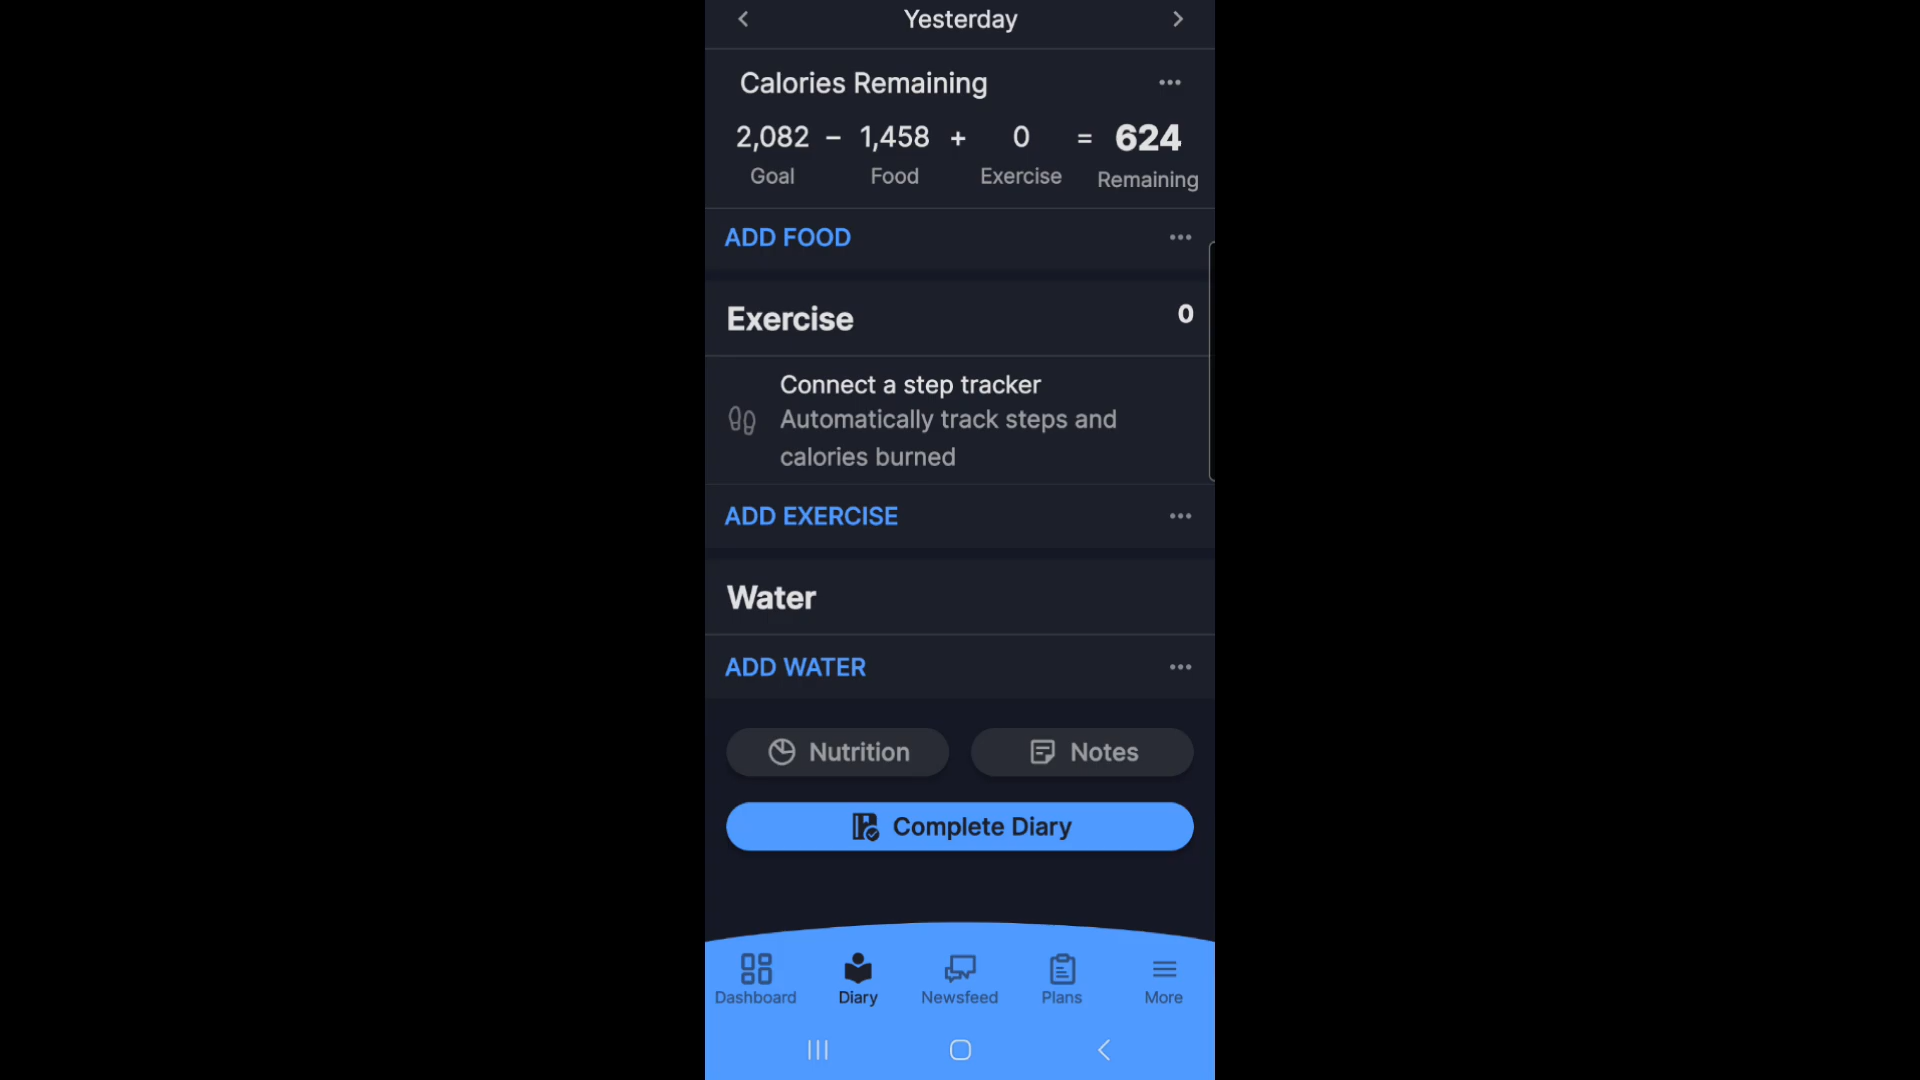 Yesterday
Calories Remaining
2,082 - 1,458 + 0 = 624
Goal Food Exercise Remaining
ADD FOOD
Exercise 0
Connect a step tracker
Automatically track steps and
calories burned
ADD EXERCISE
Water
ADD WATER
Nutrition Notes
Complete Diary
Dashboard Diary Newsfeed Plans More